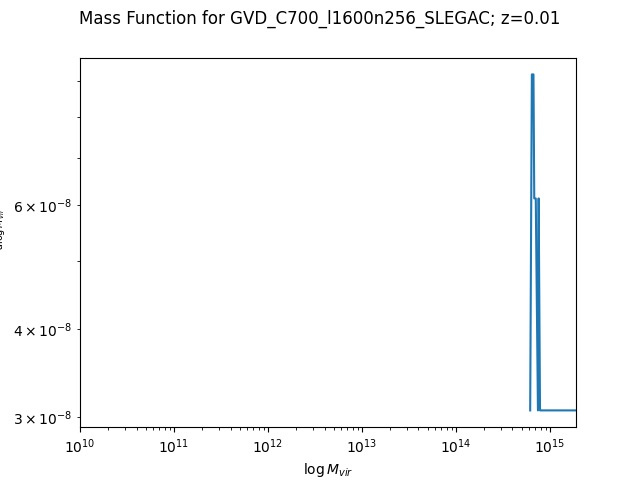 Mass Function for GVD_C700_l1600n256_SLEGAC; z=0.01
6 × 10⁻⁸
4 × 10⁻⁸
3 × 10⁻⁸
10¹⁰ 10¹¹ 10¹² 10¹³ 10¹⁴ 10¹⁵
log M_vir